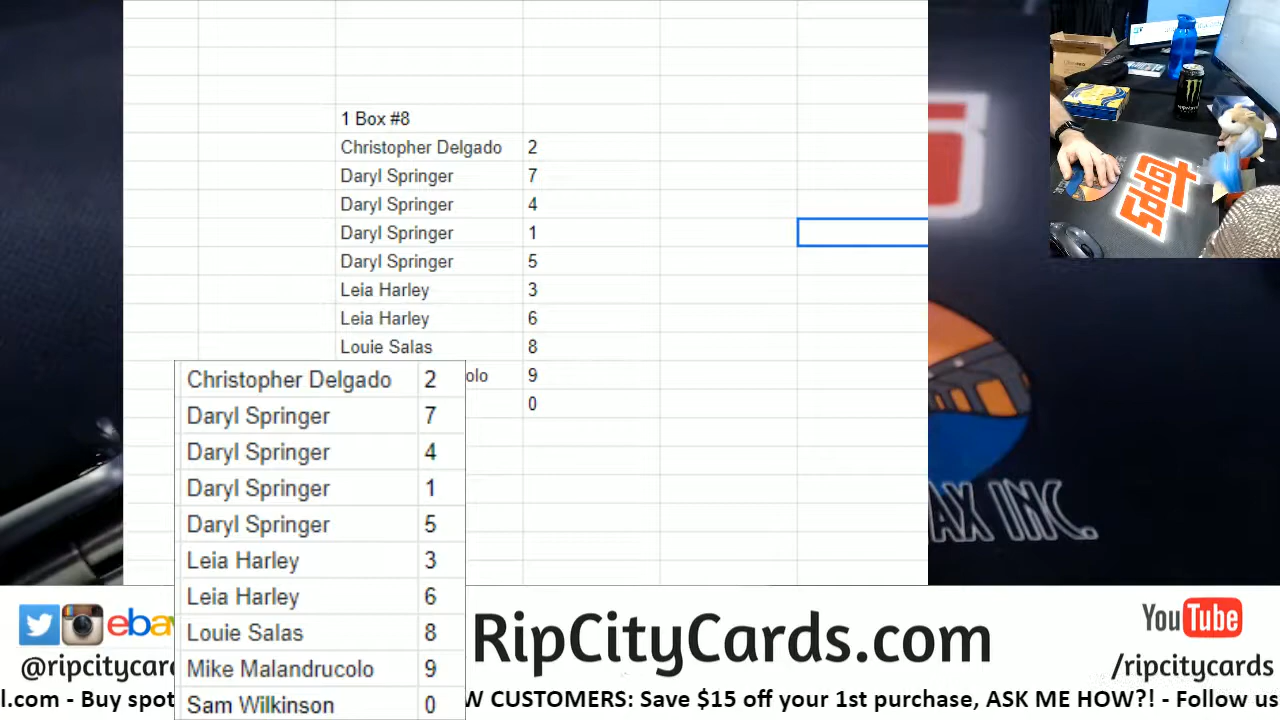 1 Box #8
Christopher Delgado 2
Daryl Springer 7
Daryl Springer 4
Daryl Springer 1
Daryl Springer 5
Leia Harley 3
Leia Harley 6
Louie Salas 8
olo 9
0
Christopher Delgado 2
Daryl Springer 7
Daryl Springer 4
Daryl Springer 1
Daryl Springer 5
Leia Harley 3
Leia Harley 6
Louie Salas 8
Mike Malandrucolo 9
Sam Wilkinson 0
topps
AX INC.
ebay
@ripcitycard
RipCityCards.com
YouTube
/ripcitycards
l.com - Buy spot
W CUSTOMERS: Save $15 off your 1st purchase, ASK ME HOW?! - Follow us